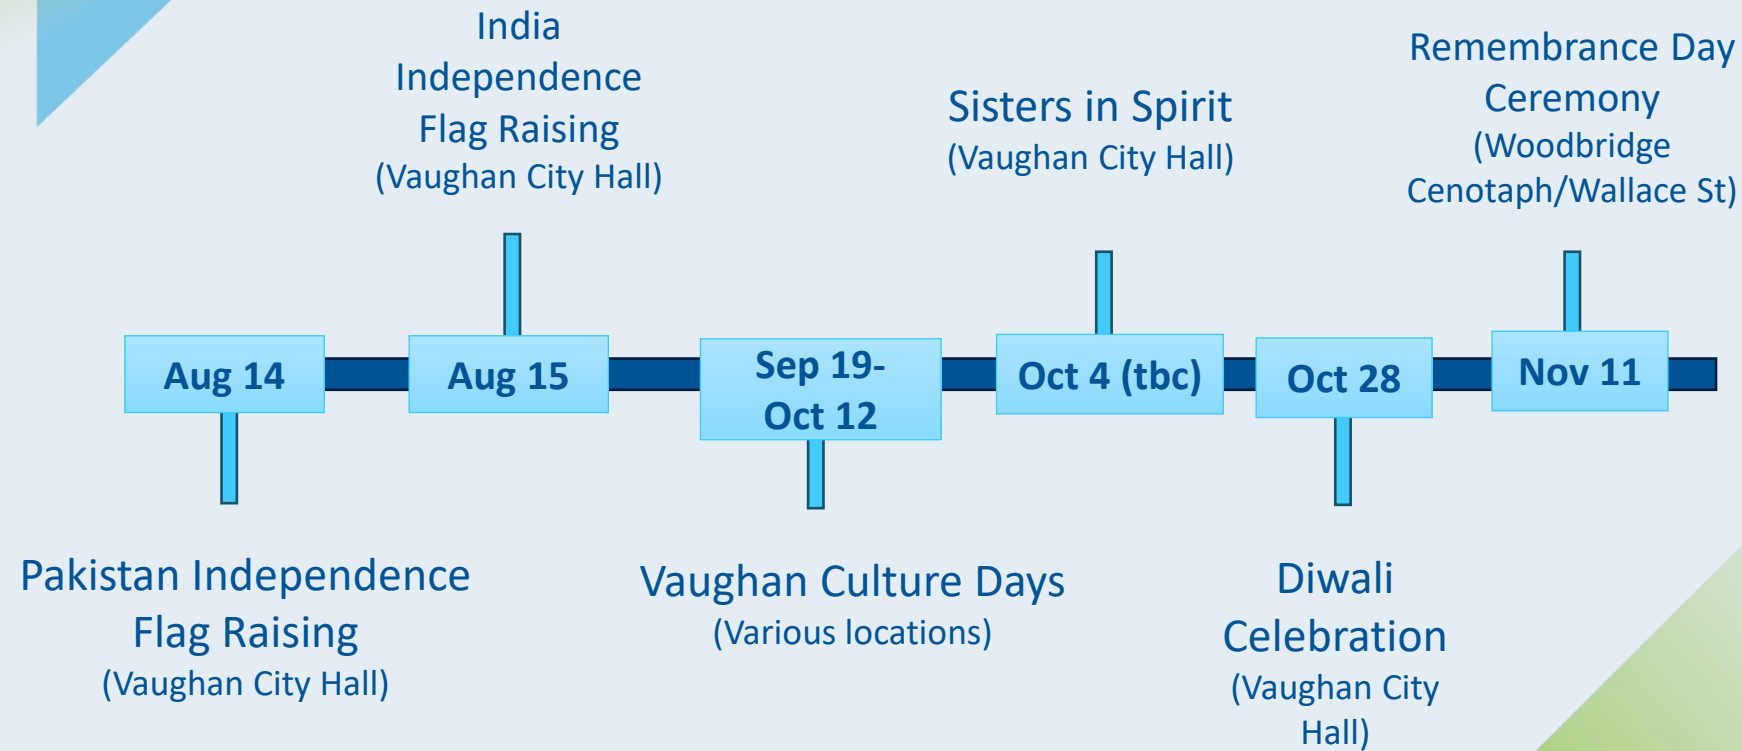 India
Independence
Flag Raising
(Vaughan City Hall)
Sisters in Spirit
(Vaughan City Hall)
Remembrance Day
Ceremony
(Woodbridge
Cenotaph/Wallace St)
Aug 14
Aug 15
Sep 19-
Oct 12
Oct 4 (tbc)
Oct 28
Nov 11
Pakistan Independence
Flag Raising
(Vaughan City Hall)
Vaughan Culture Days
(Various locations)
Diwali
Celebration
(Vaughan City
Hall)